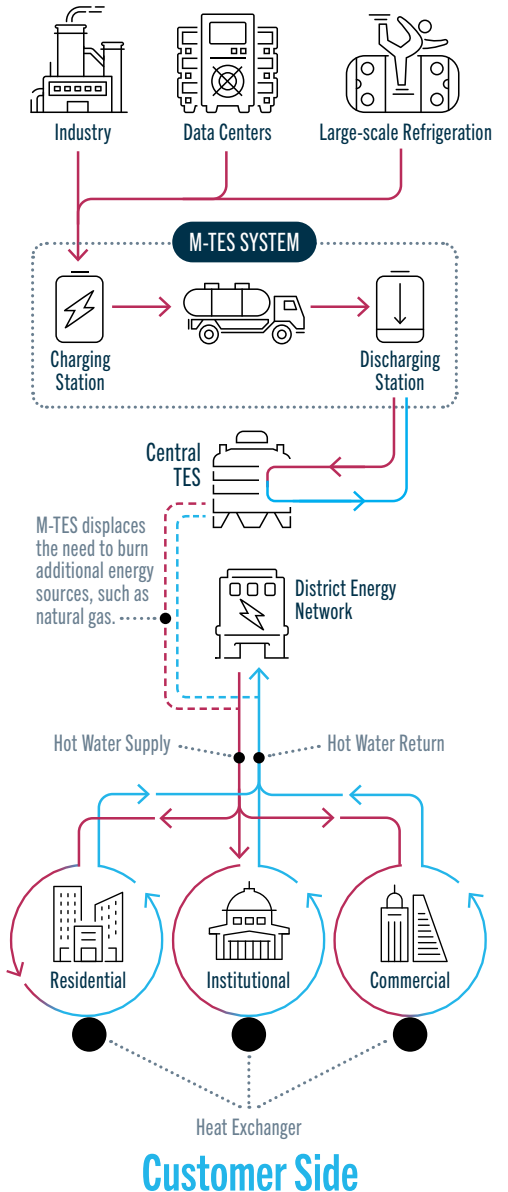 Industry
Data Centers
Large-scale Refrigeration
M-TES SYSTEM
Charging
Station
Discharging
Station
Central
TES
M-TES displaces
the need to burn
additional energy
sources, such as
natural gas.
District Energy
Network
Hot Water Supply
Hot Water Return
Residential
Institutional
Commercial
Heat Exchanger
Customer Side